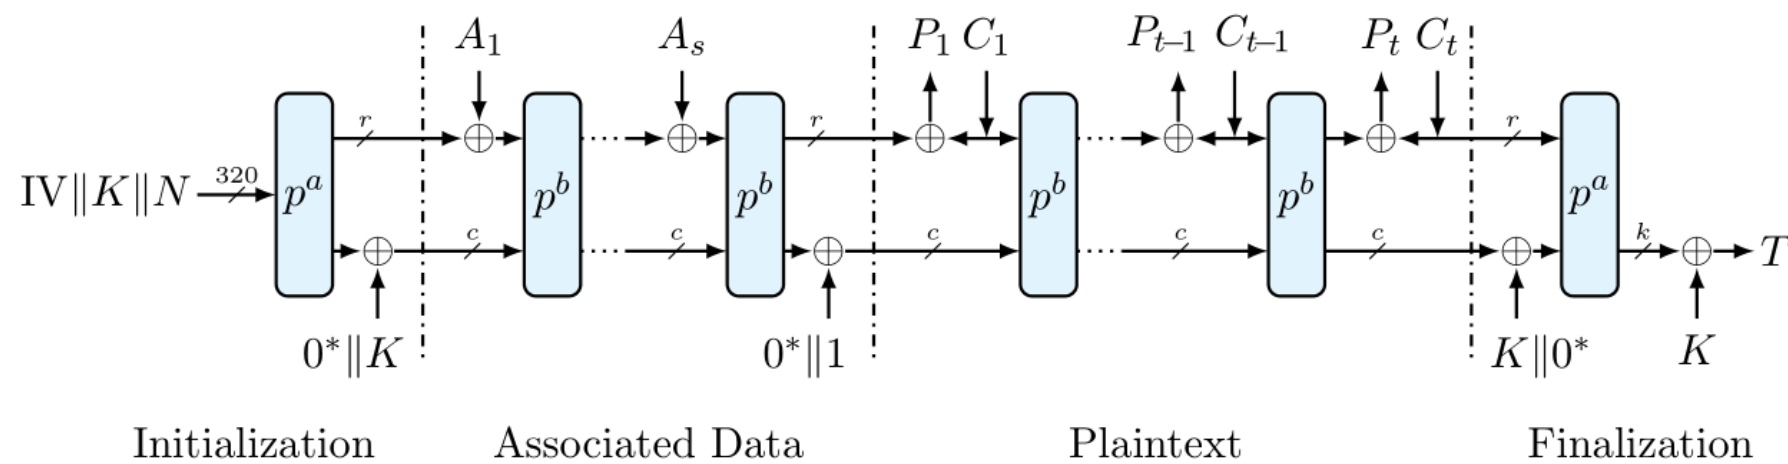 A₁ Aₛ P₁ C₁ Pₜ₋₁ Cₜ₋₁ Pₜ Cₜ
r r r
IV∥K∥N 320 pᵃ pᵇ pᵇ pᵇ pᵇ pᵃ
c c c c c k T
0*∥K 0*∥1 K∥0* K
Initialization Associated Data Plaintext Finalization